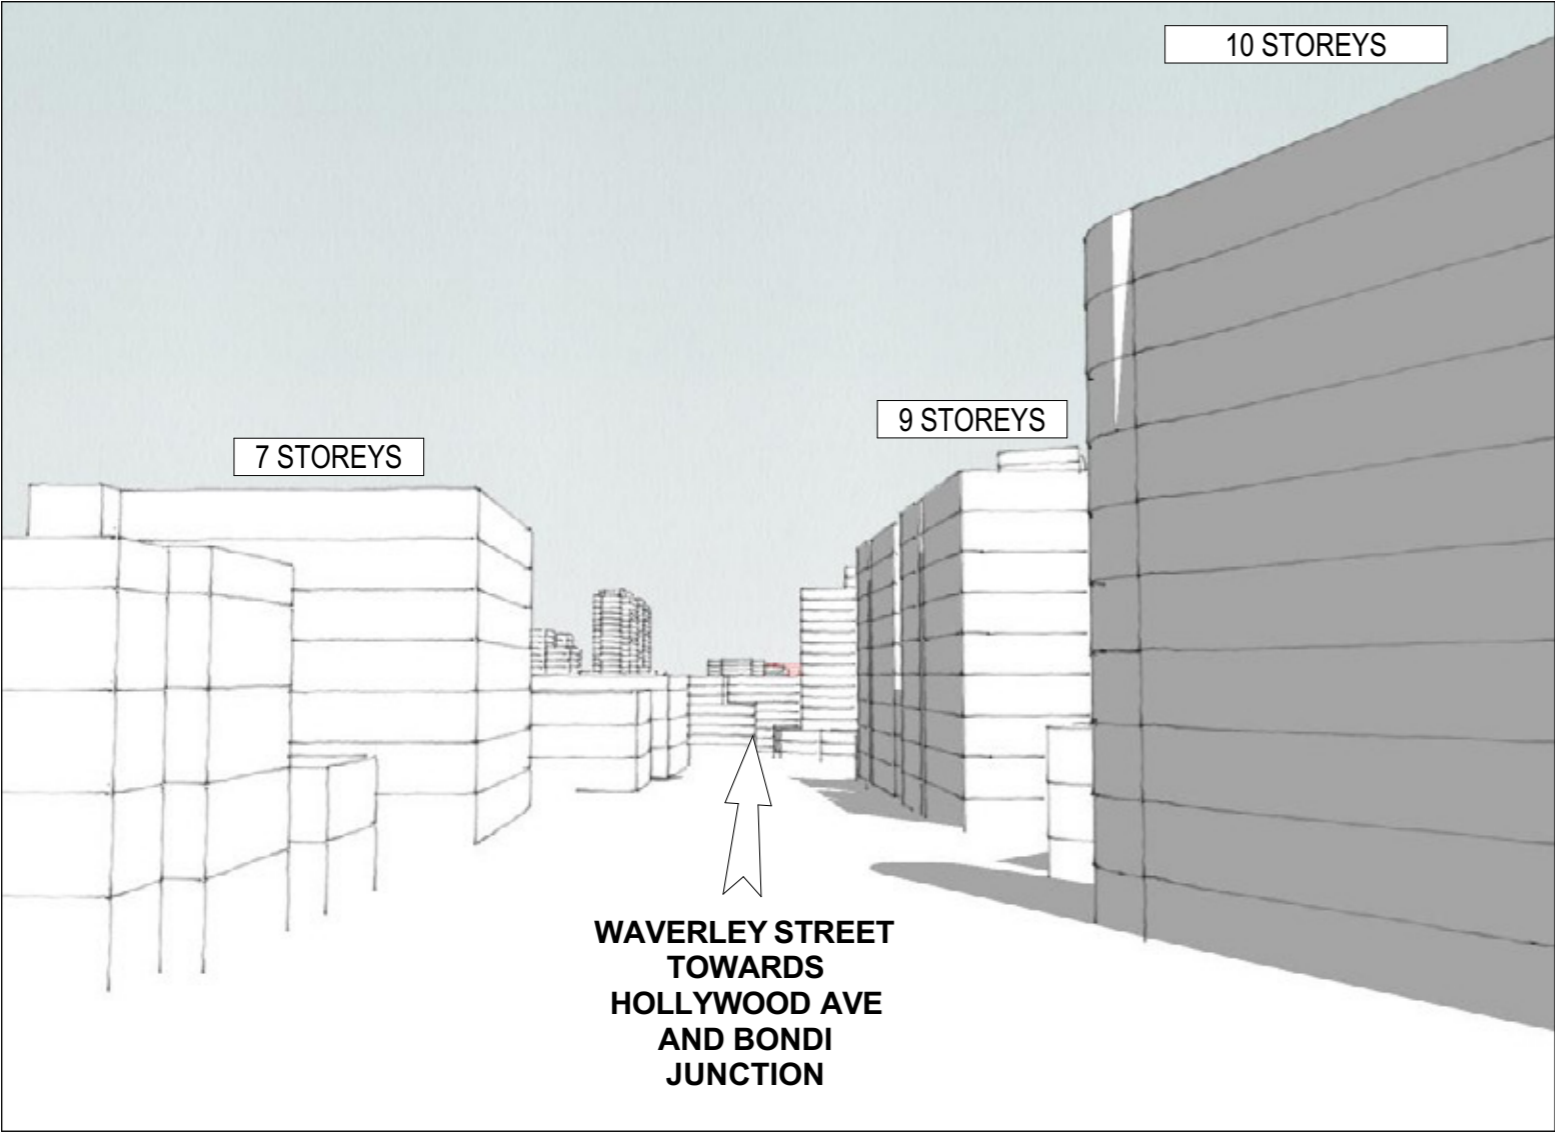 10 STOREYS
9 STOREYS
7 STOREYS
WAVERLEY STREET
TOWARDS
HOLLYWOOD AVE
AND BONDI
JUNCTION